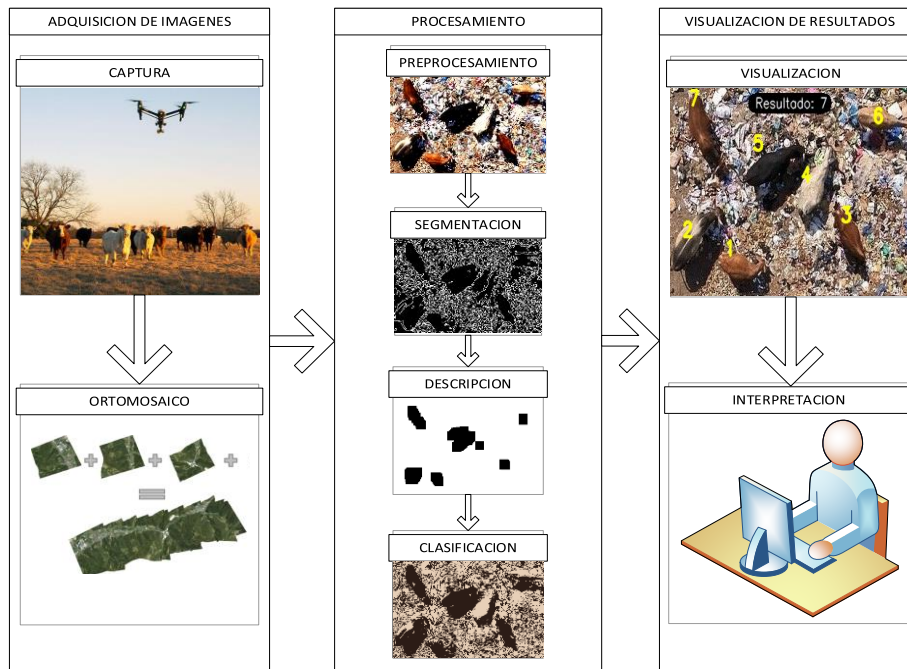 ADQUISICION DE IMAGENES
CAPTURA
ORTOMOSAICO
PROCESAMIENTO
PREPROCESAMIENTO
SEGMENTACION
DESCRIPCION
CLASIFICACION
VISUALIZACION DE RESULTADOS
VISUALIZACION
Resultado: 7
7
6
5
4
3
2
1
INTERPRETACION